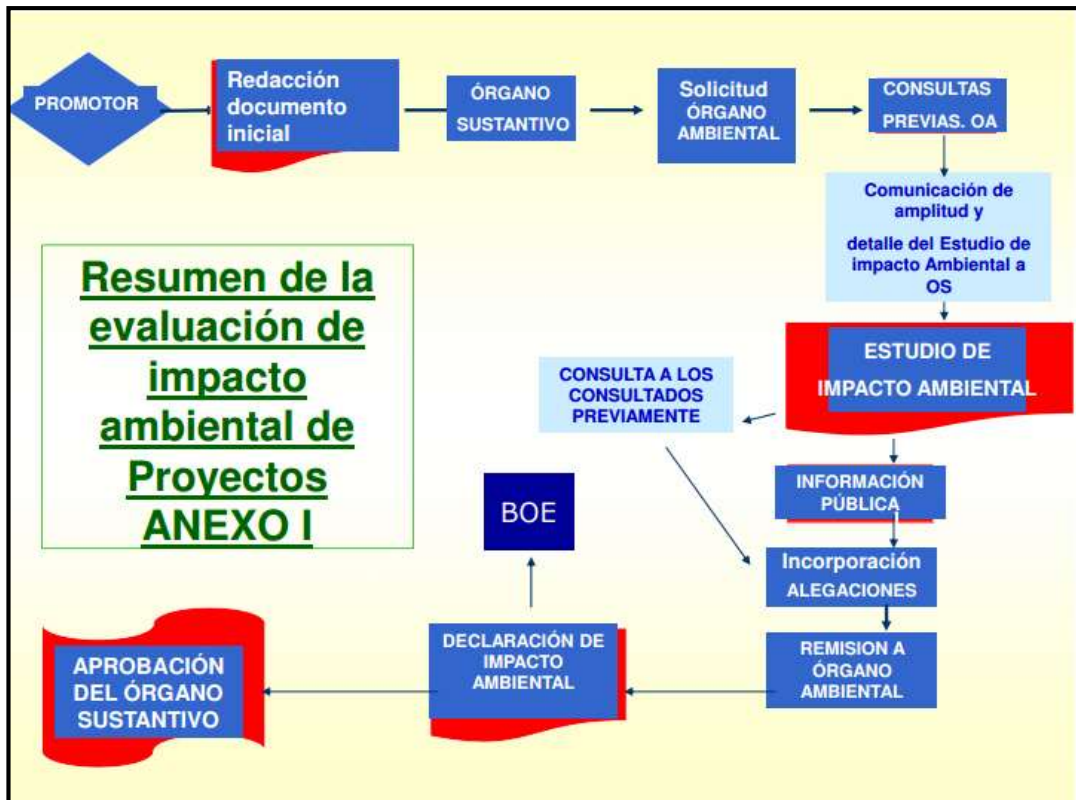 PROMOTOR
Redacción
documento
inicial
ÓRGANO
SUSTANTIVO
Solicitud
ÓRGANO
AMBIENTAL
CONSULTAS
PREVIAS. OA
Comunicación de
amplitud y
detalle del Estudio de
impacto Ambiental a
OS
Resumen de la
evaluación de
impacto
ambiental de
Proyectos
ANEXO I
ESTUDIO DE
IMPACTO AMBIENTAL
CONSULTA A LOS
CONSULTADOS
PREVIAMENTE
INFORMACIÓN
PÚBLICA
BOE
Incorporación
ALEGACIONES
REMISION A
ÓRGANO
AMBIENTAL
DECLARACIÓN DE
IMPACTO
AMBIENTAL
APROBACIÓN
DEL ÓRGANO
SUSTANTIVO